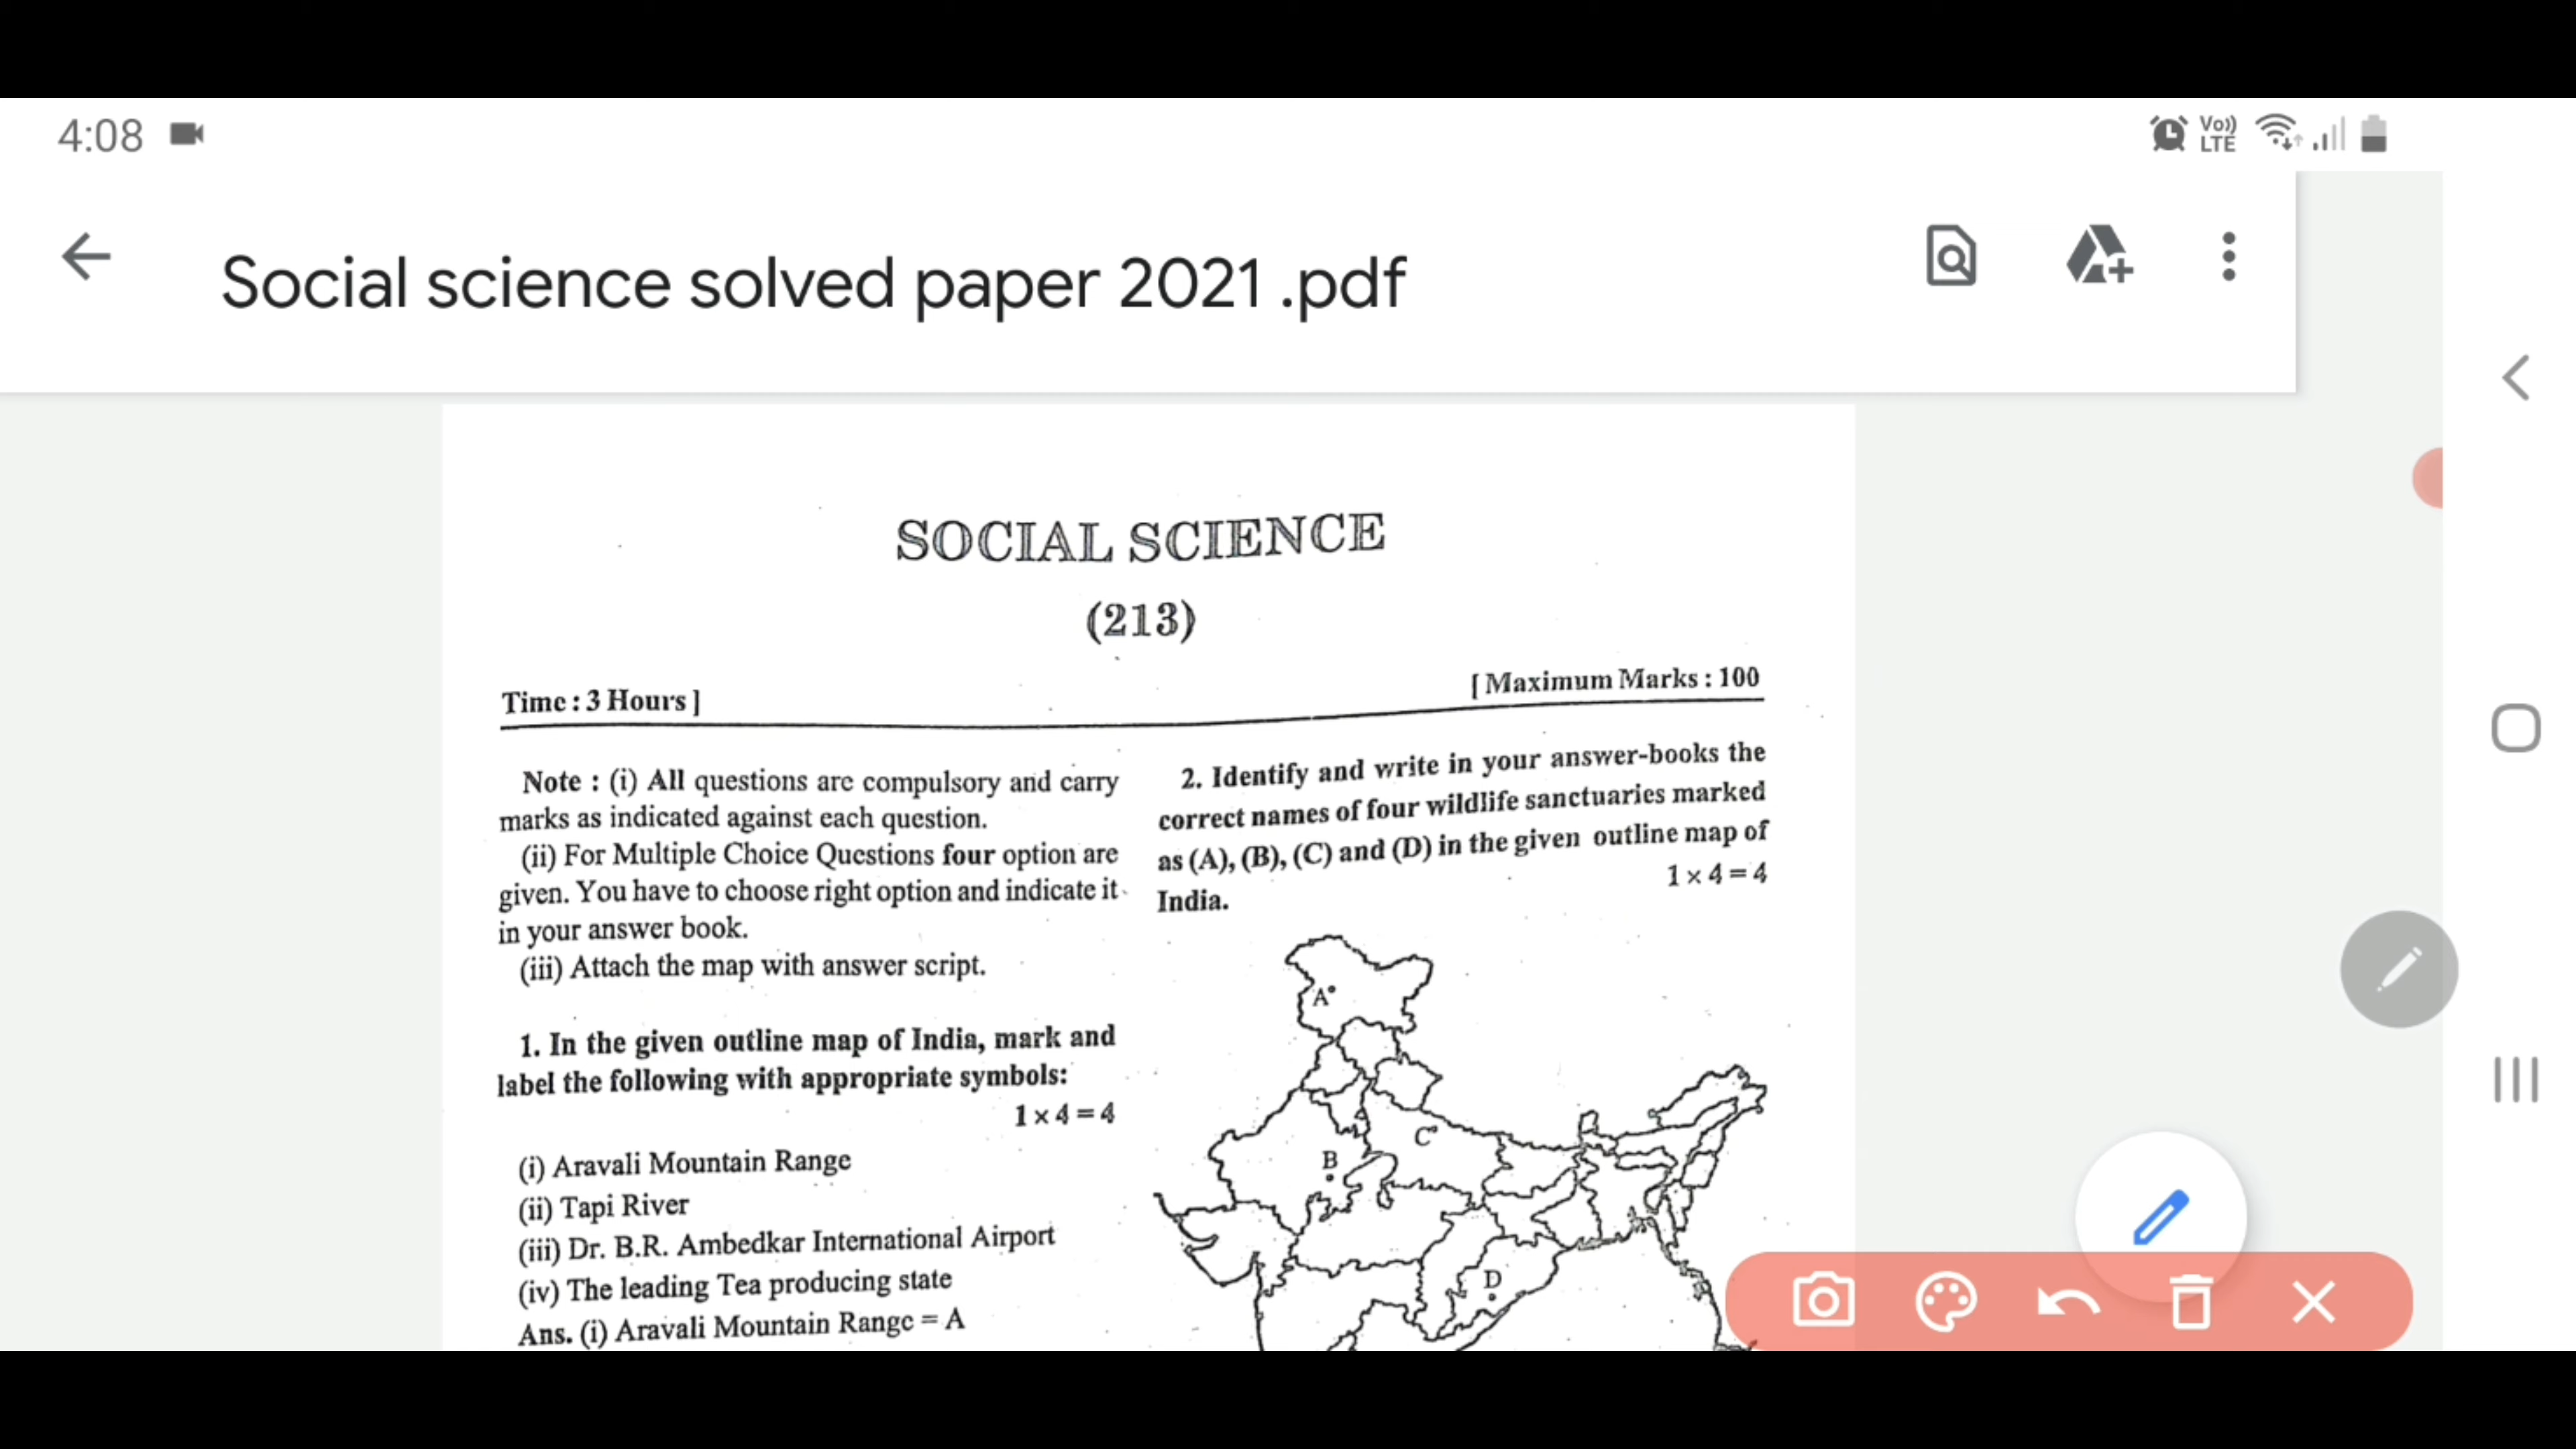 4:08
Vo))
LTE
Social science solved paper 2021 .pdf
SOCIAL SCIENCE
(213)
Time : 3 Hours ]
[ Maximum Marks : 100
Note : (i) All questions are compulsory and carry
marks as indicated against each question.
(ii) For Multiple Choice Questions four option are
given. You have to choose right option and indicate it
in your answer book.
(iii) Attach the map with answer script.
1. In the given outline map of India, mark and
label the following with appropriate symbols:
1 × 4 = 4
(i) Aravali Mountain Range
(ii) Tapi River
(iii) Dr. B.R. Ambedkar International Airport
(iv) The leading Tea producing state
Ans. (i) Aravali Mountain Range = A
2. Identify and write in your answer-books the
correct names of four wildlife sanctuaries marked
as (A), (B), (C) and (D) in the given outline map of
India.
1 × 4 = 4
A
B
C
D